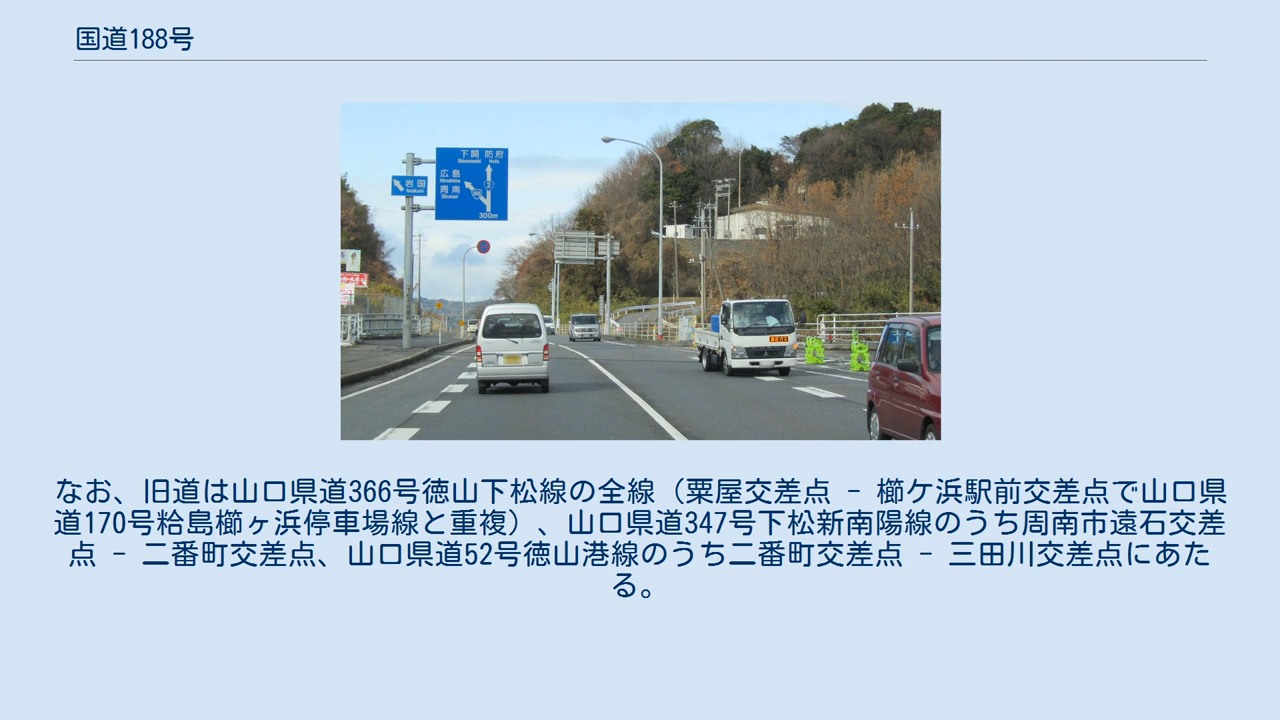 国道188号
下関 防府
Shimonoseki Hofu
広島
Hiroshima
岩国
Iwakuni
周南
Shunan
2
188
300m
なお、旧道は山口県道366号徳山下松線の全線（粟屋交差点 － 櫛ケ浜駅前交差点で山口県
道170号粭島櫛ヶ浜停車場線と重複）、山口県道347号下松新南陽線のうち周南市遠石交差
点 － 二番町交差点、山口県道52号徳山港線のうち二番町交差点 － 三田川交差点にあた
る。